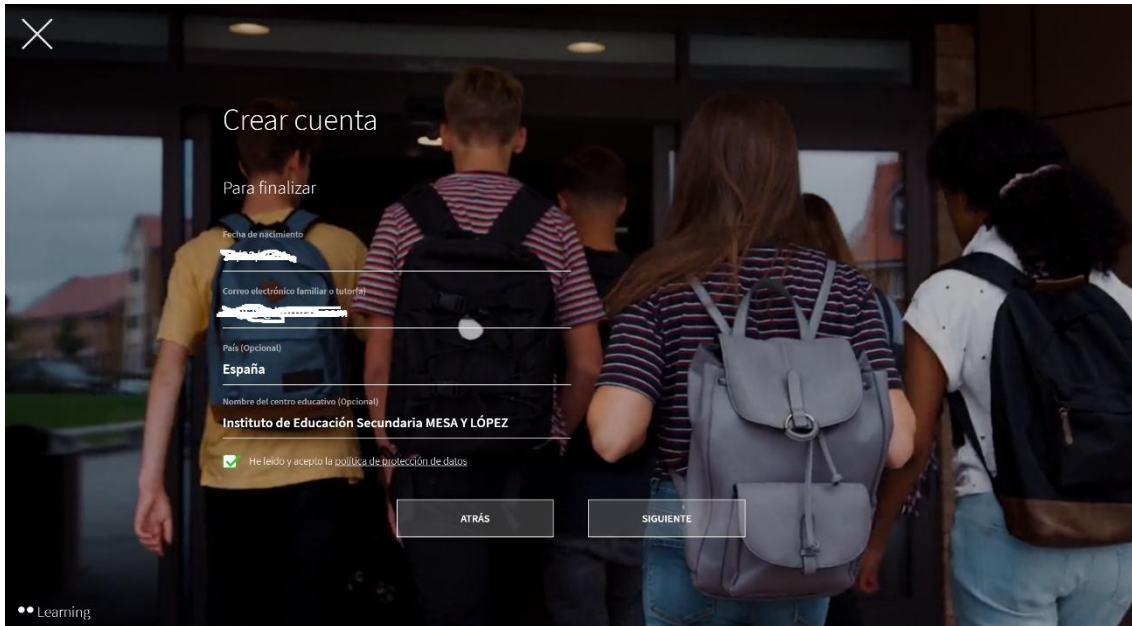 Crear cuenta
Para finalizar
Fecha de nacimiento
Correo electrónico familiar o tutor(a)
País (Opcional)
España
Nombre del centro educativo (Opcional)
Instituto de Educación Secundaria MESA Y LÓPEZ
He leído y acepto la política de protección de datos
ATRÁS
SIGUIENTE
Learning